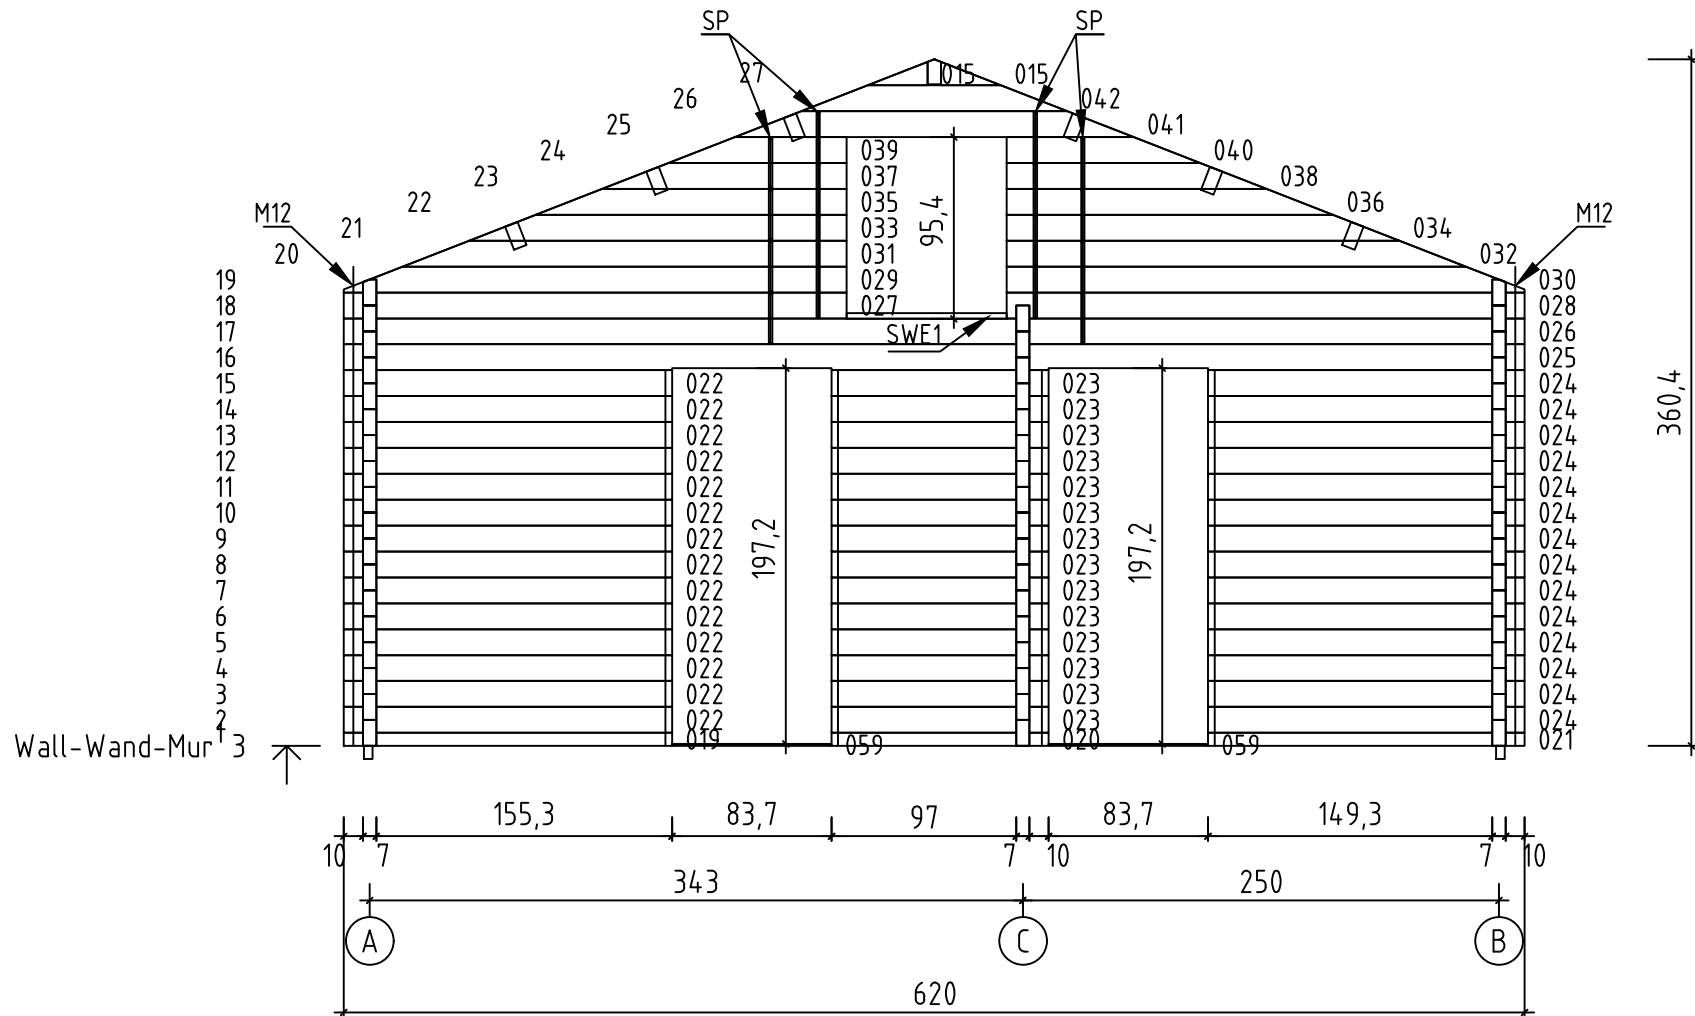 SP SP
27 015 015
26 042
25 041
24 039 040
23 037 038
22 035 036
M12 95,4 M12
21 033 034
20 031 032
19 029 030
18 027 028
17 SWE1 026
16 025
15 022 023 024
14 022 023 024
13 022 023 024
12 022 023 024
11 022 023 024
10 022 023 024
9 022 023 024
8 022 023 024
7 022 023 024
6 022 023 024
5 022 023 024
4 022 023 024
3 022 023 024
2 022 023 024
1 019 020 021
197,2 197,2
360,4
Wall-Wand-Mur 3 059 059
155,3 83,7 97 83,7 149,3
10 7 7 10 7 10
343 250
A C B
620